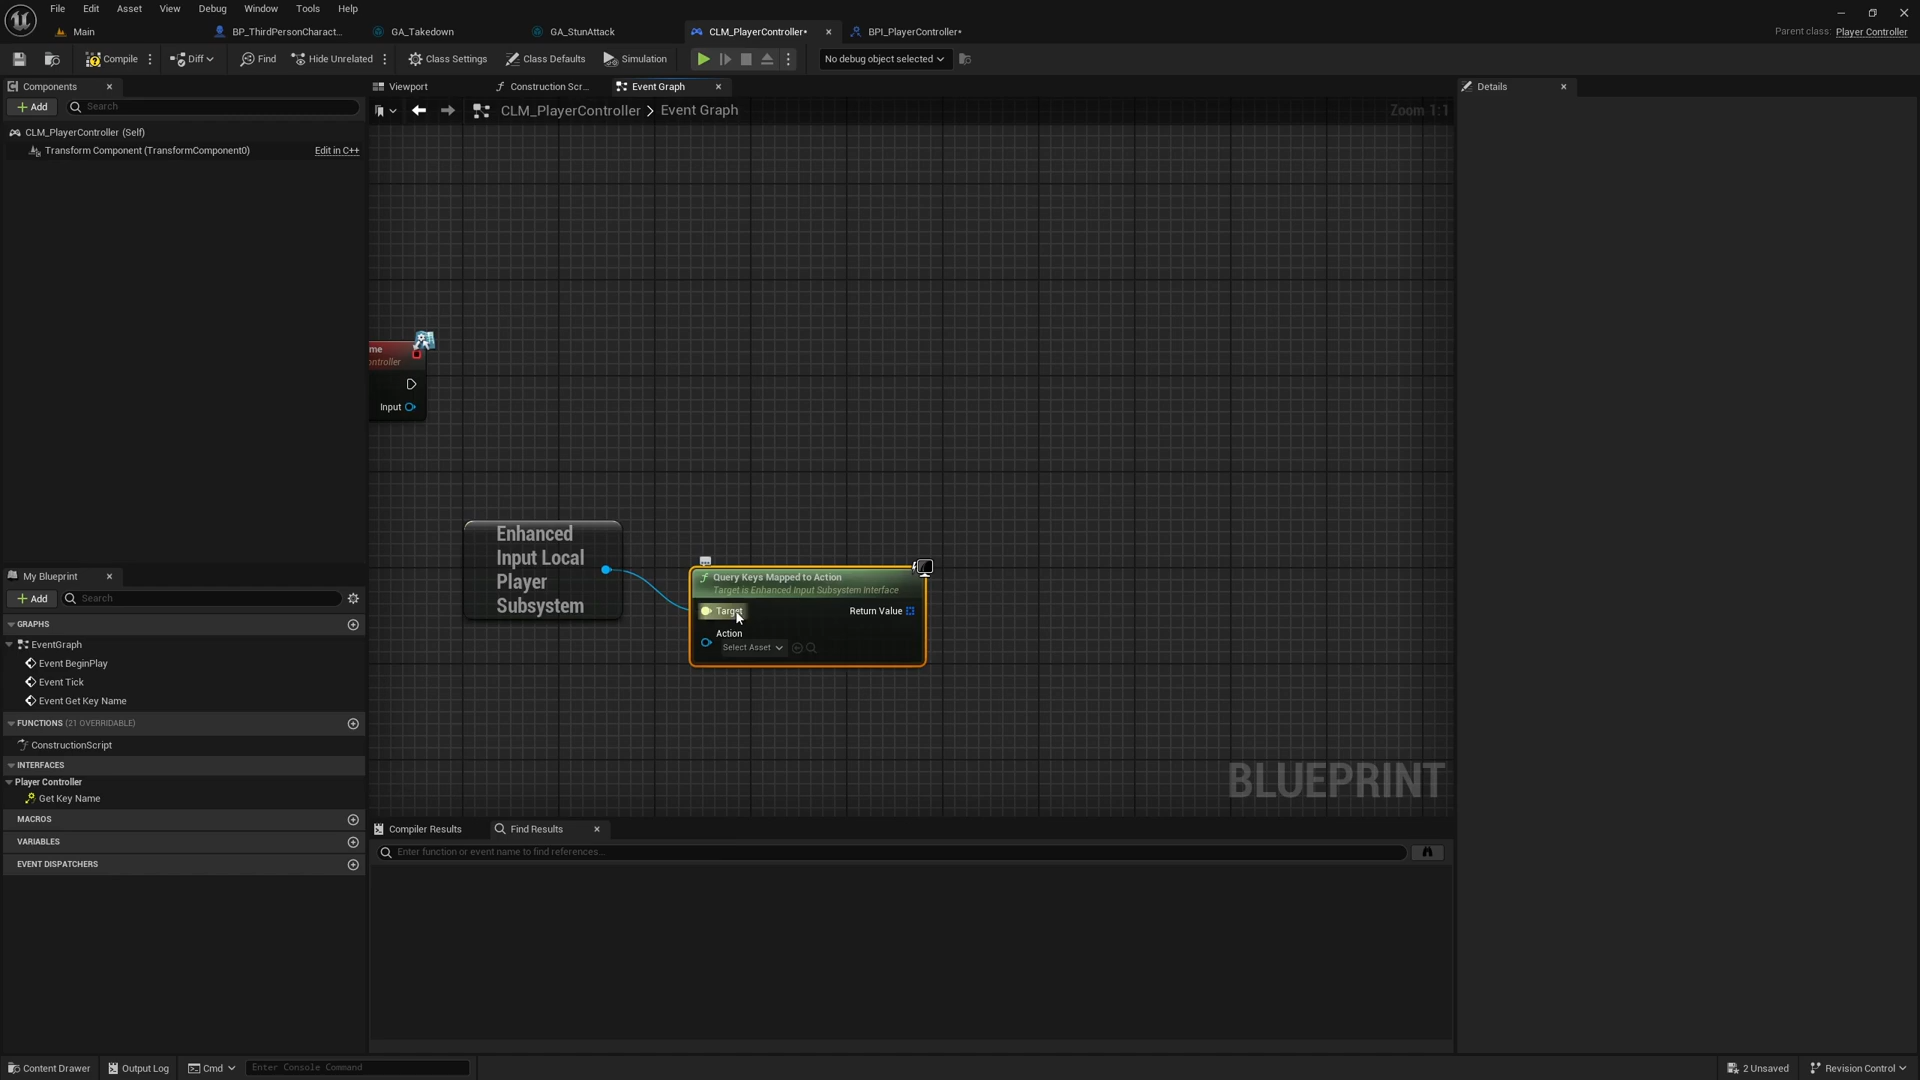 File Edit Asset View Debug Window Tools Help
Main BP_ThirdPersonCharact... GA_Takedown GA_StunAttack CLM_PlayerController• BPI_PlayerController• Parent class: Player Controller
Compile Diff Find Hide Unrelated Class Settings Class Defaults Simulation No debug object selected
Components Viewport Construction Scr... Event Graph Details
Add Search CLM_PlayerController > Event Graph Zoom 1:1
CLM_PlayerController (Self)
Transform Component (TransformComponent0) Edit in C++
me
ontroller
Input
Enhanced
Input Local
Player
Subsystem
Query Keys Mapped to Action
Target is Enhanced Input Subsystem Interface
Target Return Value
Action
Select Asset
My Blueprint
Add Search
GRAPHS
EventGraph
Event BeginPlay
Event Tick
Event Get Key Name
FUNCTIONS (21 OVERRIDABLE)
ConstructionScript
INTERFACES
Player Controller
Get Key Name
MACROS
VARIABLES
EVENT DISPATCHERS
BLUEPRINT
Compiler Results Find Results
Enter function or event name to find references...
Content Drawer Output Log Cmd Enter Console Command 2 Unsaved Revision Control